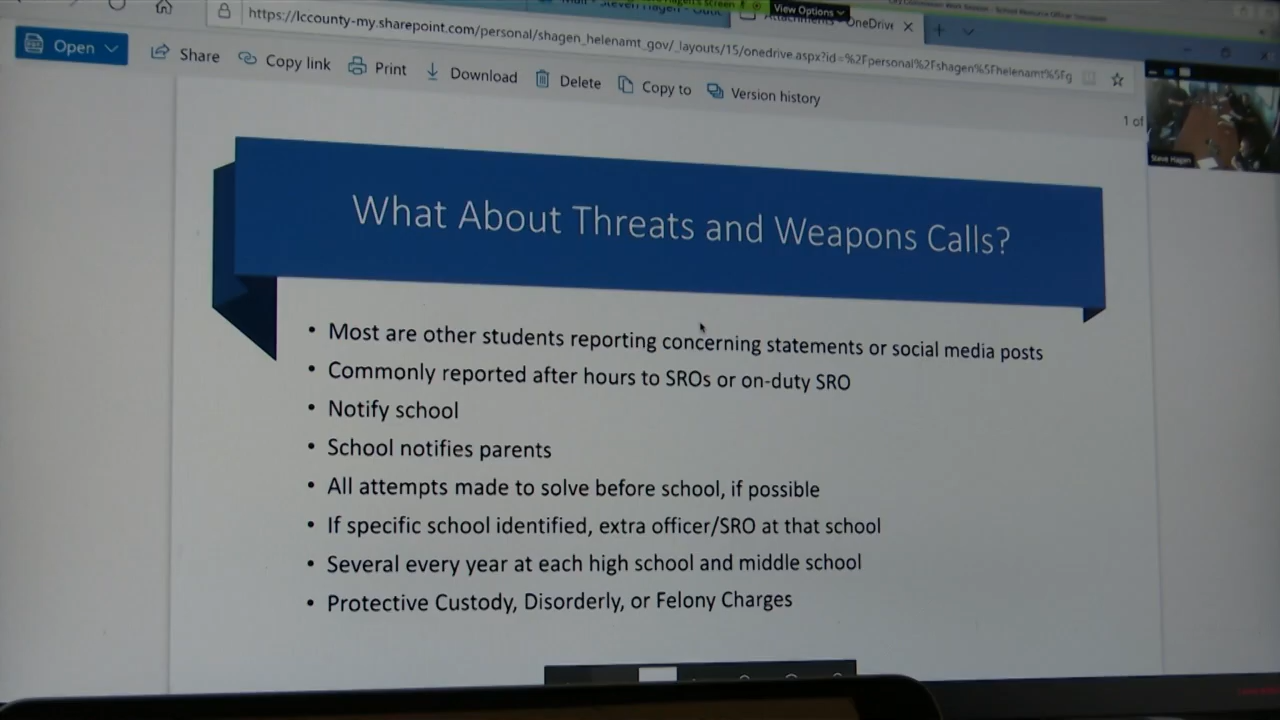 View Options
OneDrive
https://lccounty-my.sharepoint.com/personal/shagen_helenamt_gov/_layouts/15/onedrive.aspx?id=%2Fpersonal%2Fshagen%5Fhelenamt%5Fg
Open
Share
Copy link
Print
Download
Delete
Copy to
Version history
1 of
Steve Hagen
What About Threats and Weapons Calls?
• Most are other students reporting concerning statements or social media posts
• Commonly reported after hours to SROs or on-duty SRO
• Notify school
• School notifies parents
• All attempts made to solve before school, if possible
• If specific school identified, extra officer/SRO at that school
• Several every year at each high school and middle school
• Protective Custody, Disorderly, or Felony Charges